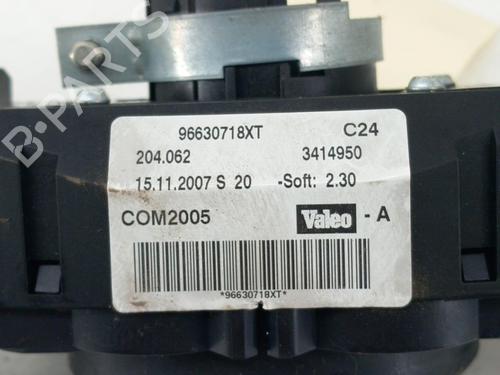 B-PARTS
96630718XT C24
204.062 3414950
15.11.2007 S 20 -Soft: 2.30
COM2005 Valeo - A
*96630718XT*